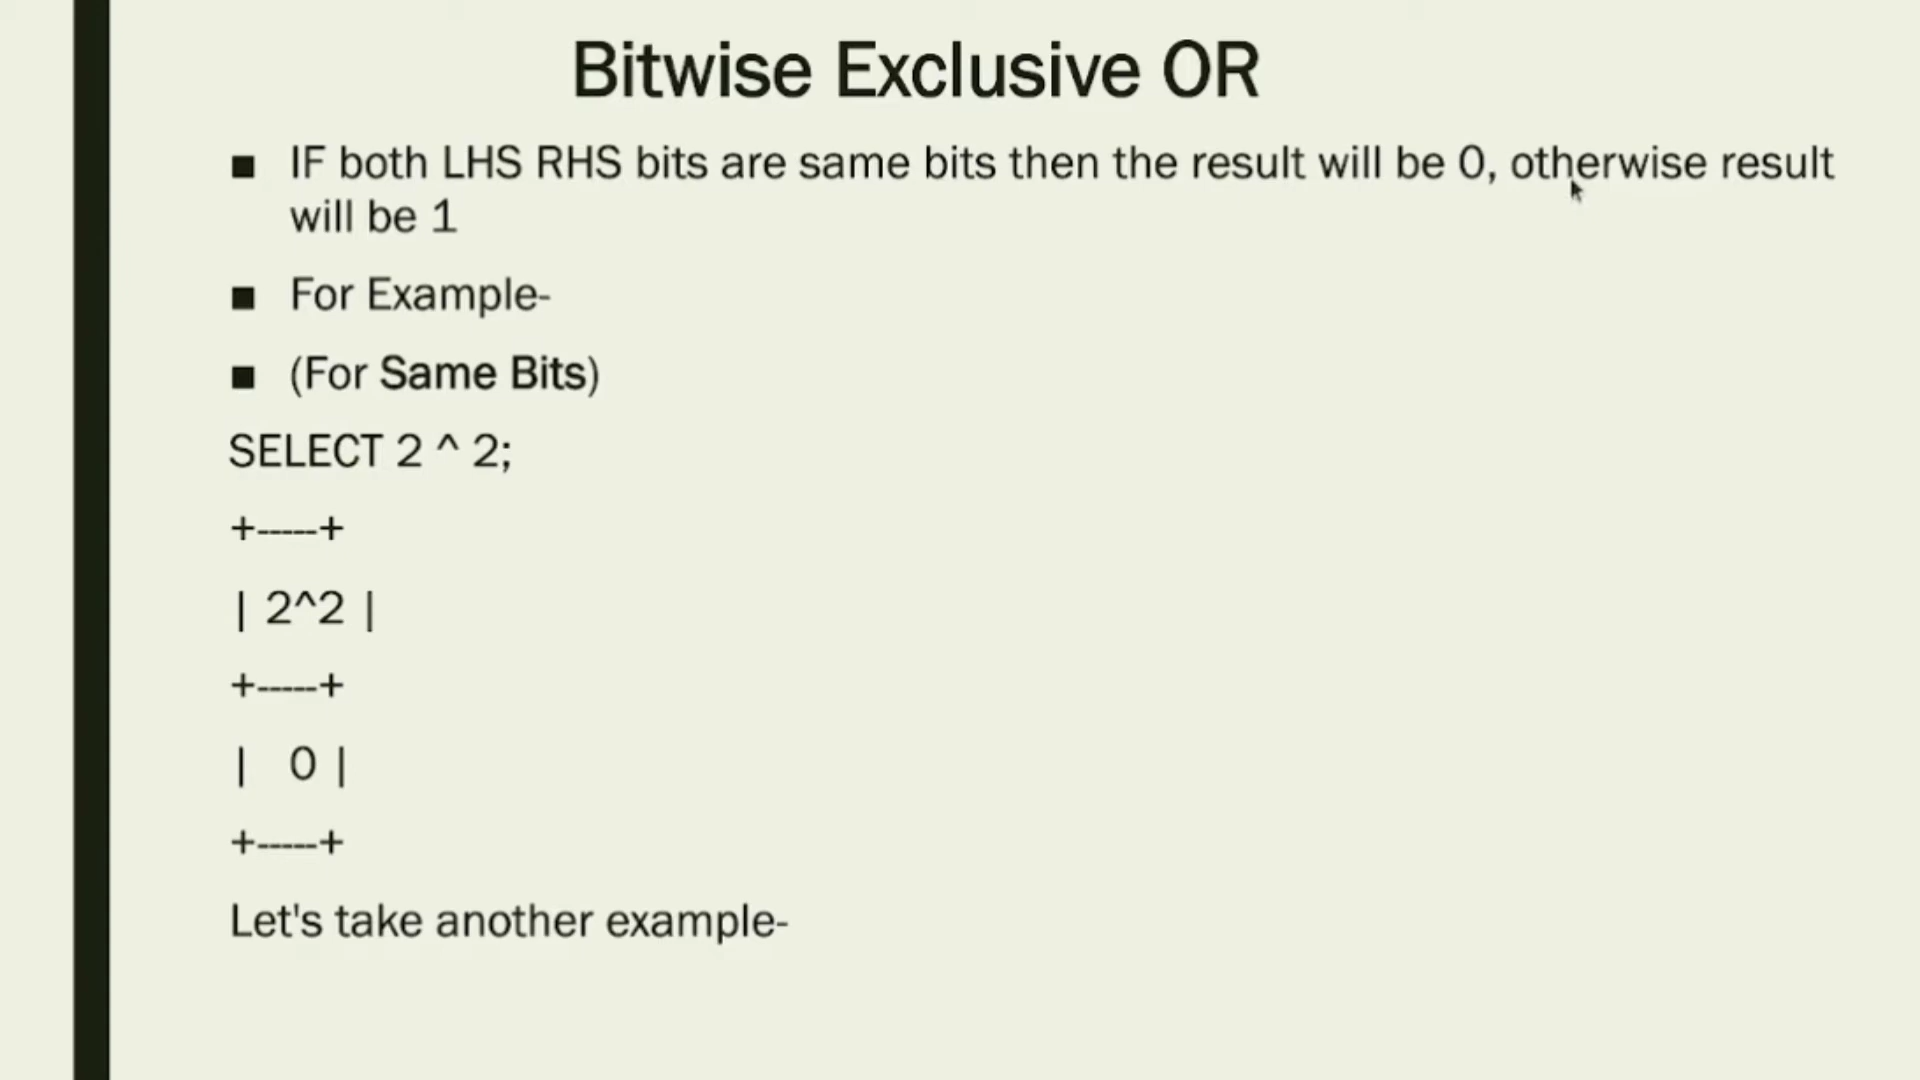 Bitwise Exclusive OR
■ IF both LHS RHS bits are same bits then the result will be 0, otherwise result
will be 1
■ For Example-
■ (For Same Bits)
SELECT 2 ^ 2;
+-----+
| 2^2 |
+-----+
| 0 |
+-----+
Let's take another example-